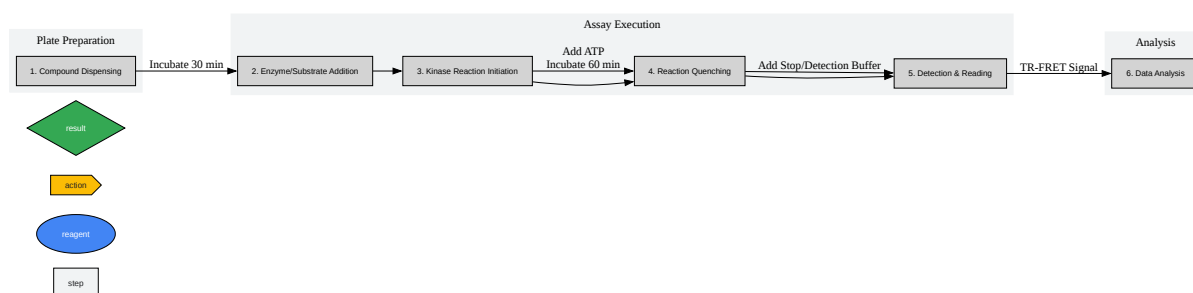 Plate Preparation
1. Compound Dispensing
Incubate 30 min
Assay Execution
2. Enzyme/Substrate Addition
3. Kinase Reaction Initiation
Add ATP
Incubate 60 min
4. Reaction Quenching
Add Stop/Detection Buffer
5. Detection & Reading
TR-FRET Signal
Analysis
6. Data Analysis
result
action
reagent
step